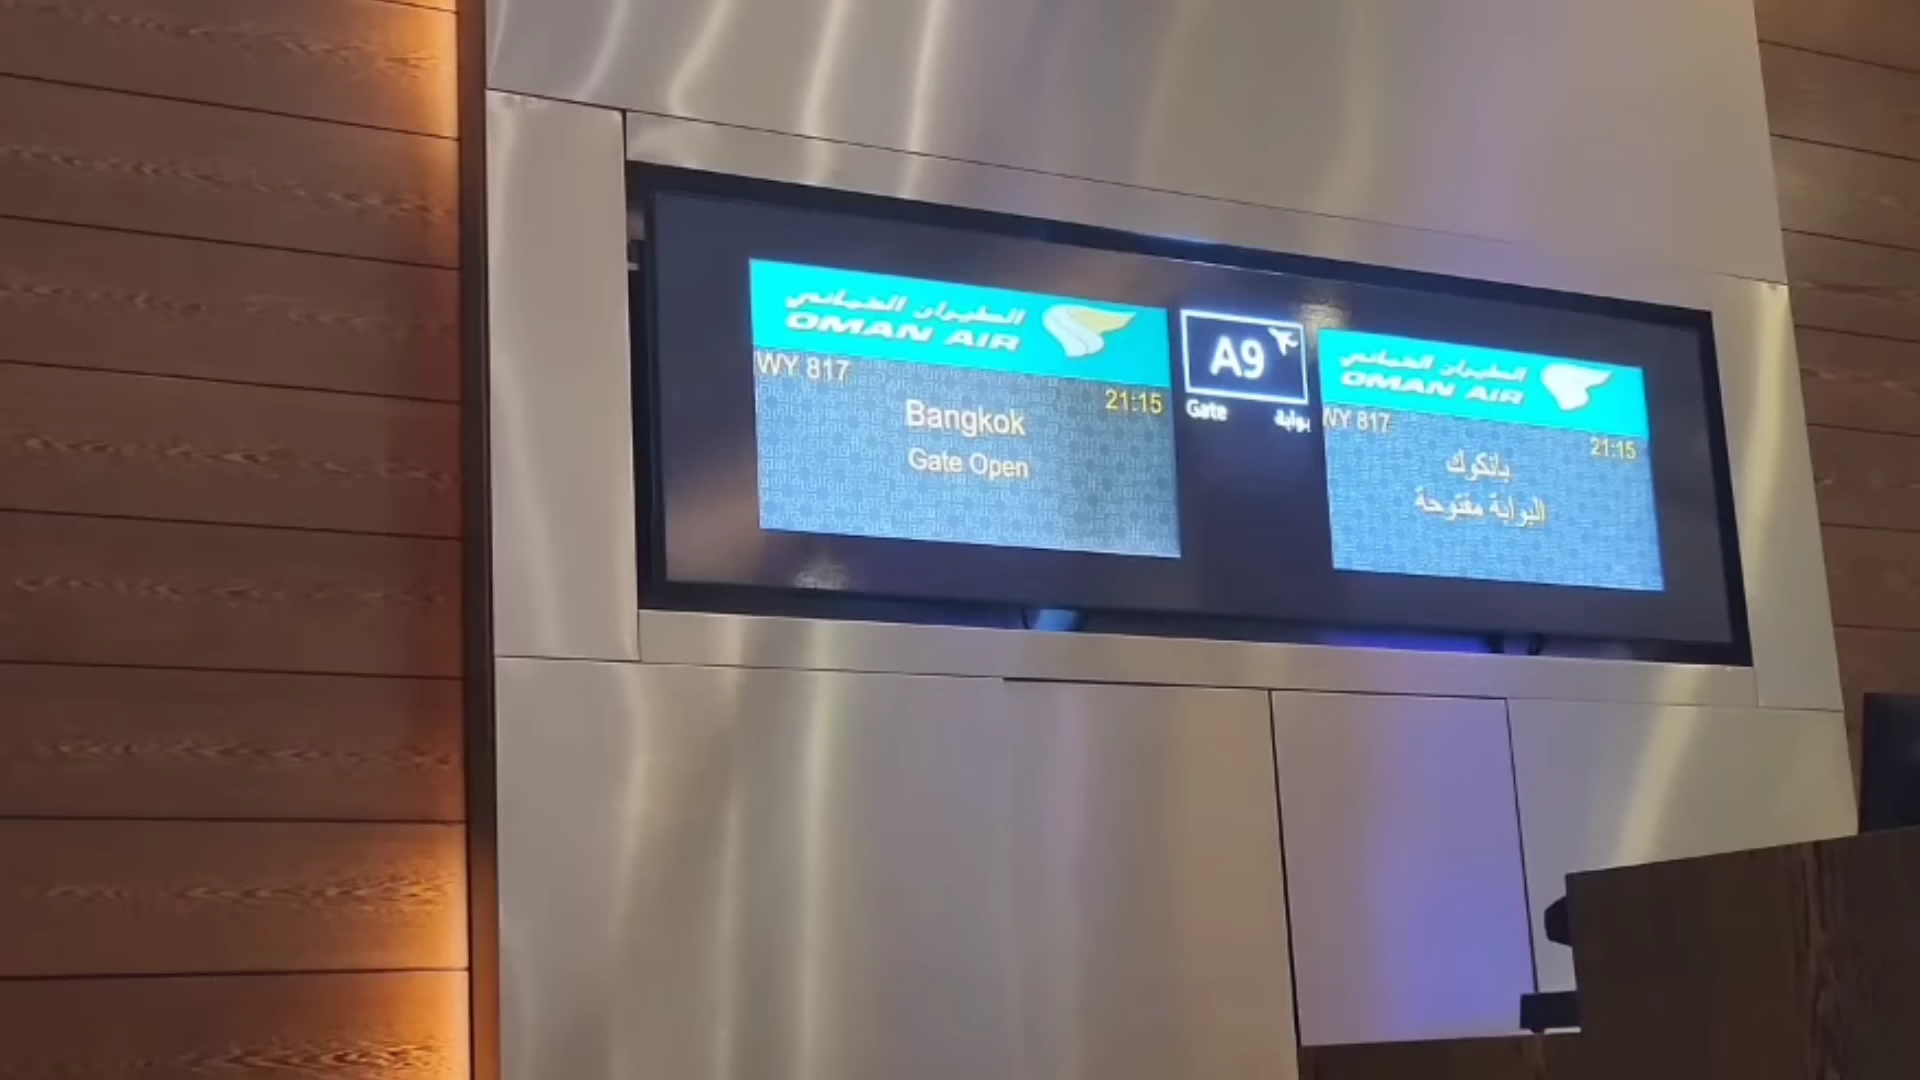 الطيران العماني
OMAN AIR
WY 817
21:15
Bangkok
Gate Open
A9
Gate بوابة
الطيران العماني
OMAN AIR
WY 817
21:15
بانكوك
البوابة مفتوحة